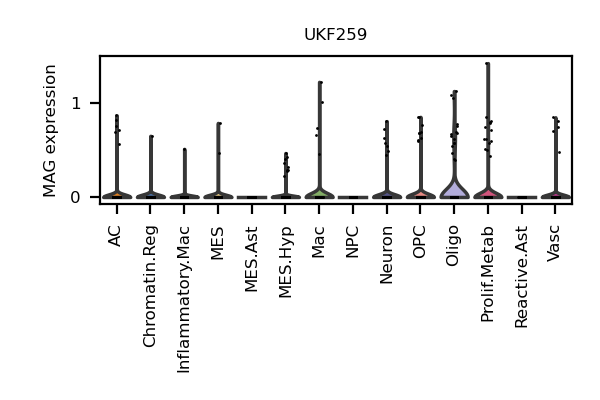 UKF259
MAG expression
1
0
AC
Chromatin.Reg
Inflammatory.Mac
MES
MES.Ast
MES.Hyp
Mac
NPC
Neuron
OPC
Oligo
Prolif.Metab
Reactive.Ast
Vasc